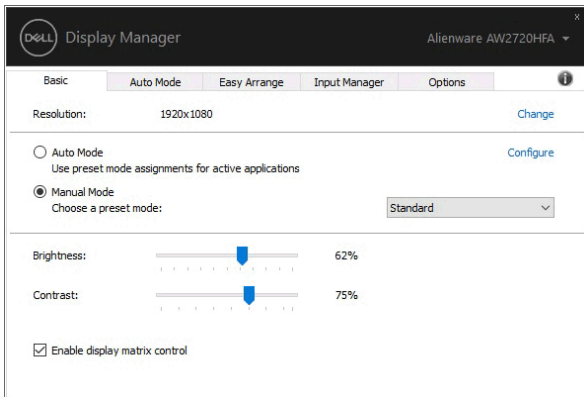 DELL Display Manager
Alienware AW2720HFA
x
Basic
Auto Mode
Easy Arrange
Input Manager
Options
i
Resolution: 1920x1080 Change
Auto Mode Configure
Use preset mode assignments for active applications
Manual Mode
Choose a preset mode: Standard
Brightness: 62%
Contrast: 75%
Enable display matrix control